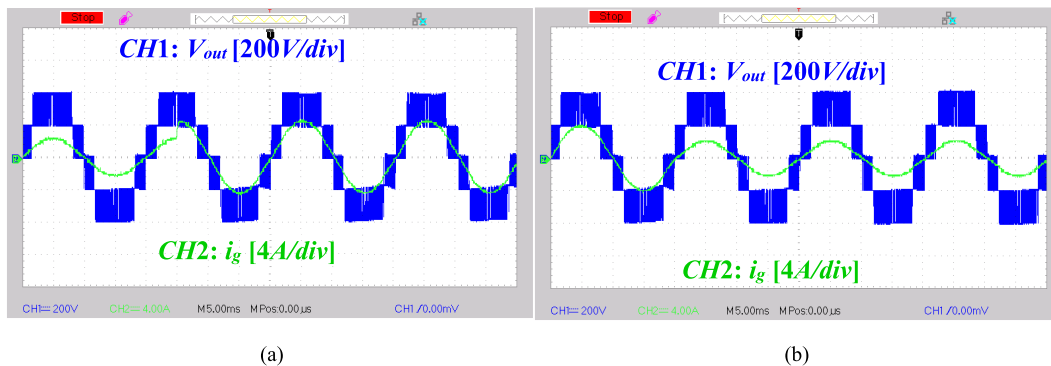 Stop
CH1: Vout [200V/div]
CH2: ig [4A/div]
CH1⎓ 200V CH2⎓ 4.00A M 5.00ms M Pos:0.00µs CH1 / 0.00mV
(a)
Stop
CH1: Vout [200V/div]
CH2: ig [4A/div]
CH1⎓ 200V CH2⎓ 4.00A M 5.00ms M Pos:0.00µs CH1 / 0.00mV
(b)